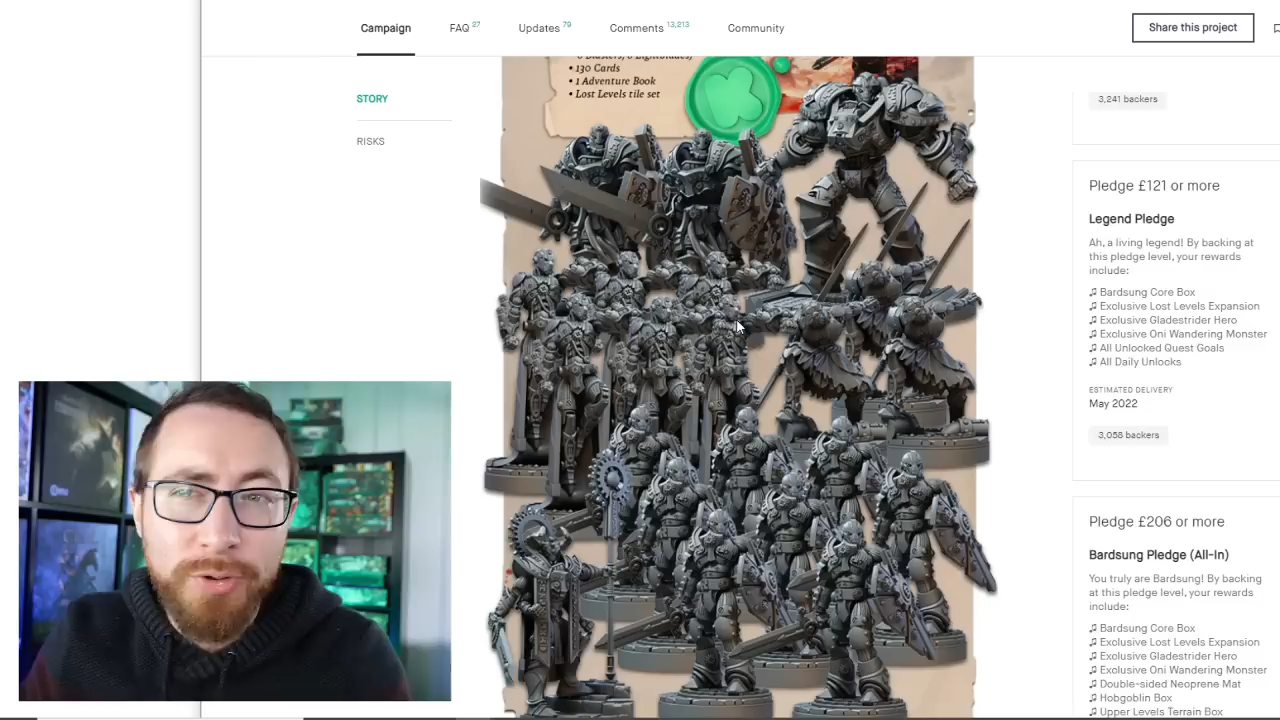 Campaign
FAQ 27
Updates 79
Comments 13,213
Community
Share this project
STORY
RISKS
• 130 Cards
• 1 Adventure Book
• Lost Levels tile set
3,241 backers
Pledge £121 or more
Legend Pledge
Ah, a living legend! By backing
at this pledge level, your rewards
include:
♫ Bardsung Core Box
♫ Exclusive Lost Levels Expansion
♫ Exclusive Gladestrider Hero
♫ Exclusive Oni Wandering Monster
♫ All Unlocked Quest Goals
♫ All Daily Unlocks
ESTIMATED DELIVERY
May 2022
3,058 backers
Pledge £206 or more
Bardsung Pledge (All-In)
You truly are Bardsung! By backing
at this pledge level, your rewards
include:
♫ Bardsung Core Box
♫ Exclusive Lost Levels Expansion
♫ Exclusive Gladestrider Hero
♫ Exclusive Oni Wandering Monster
♫ Double-sided Neoprene Mat
♫ Hobgoblin Box
♫ Upper Levels Terrain Box